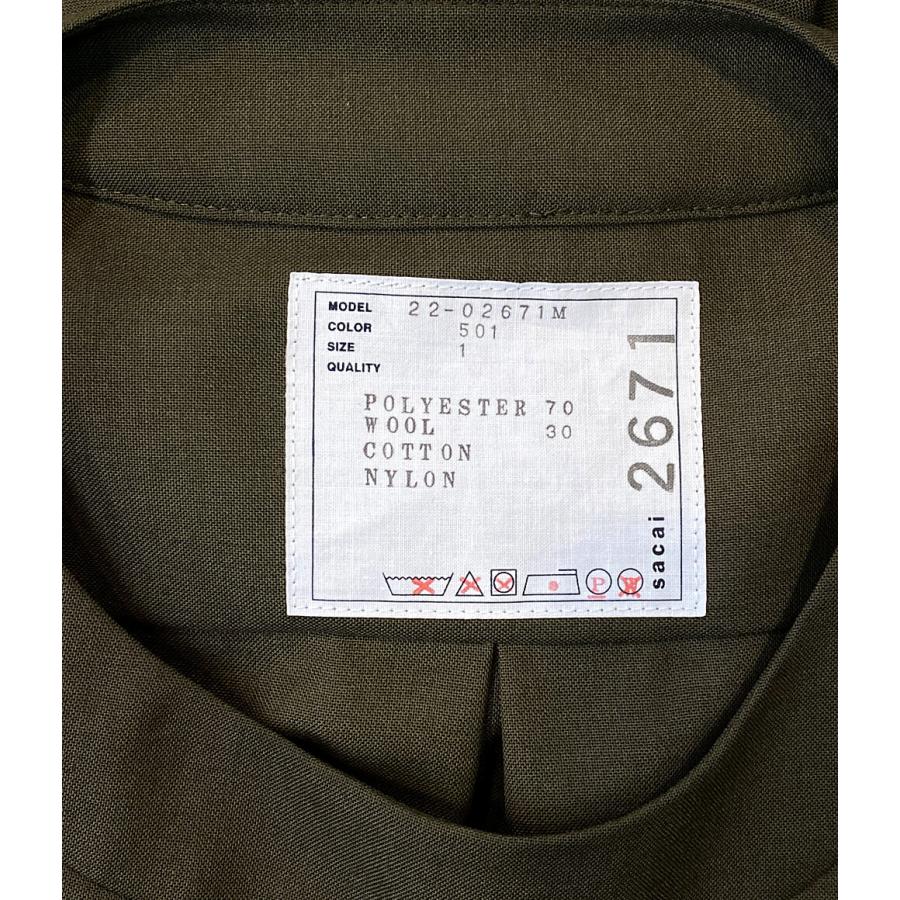 MODEL 22-02671M
COLOR 501
SIZE 1
QUALITY
POLYESTER 70
WOOL 30
COTTON
NYLON
sacai 2671
P
W